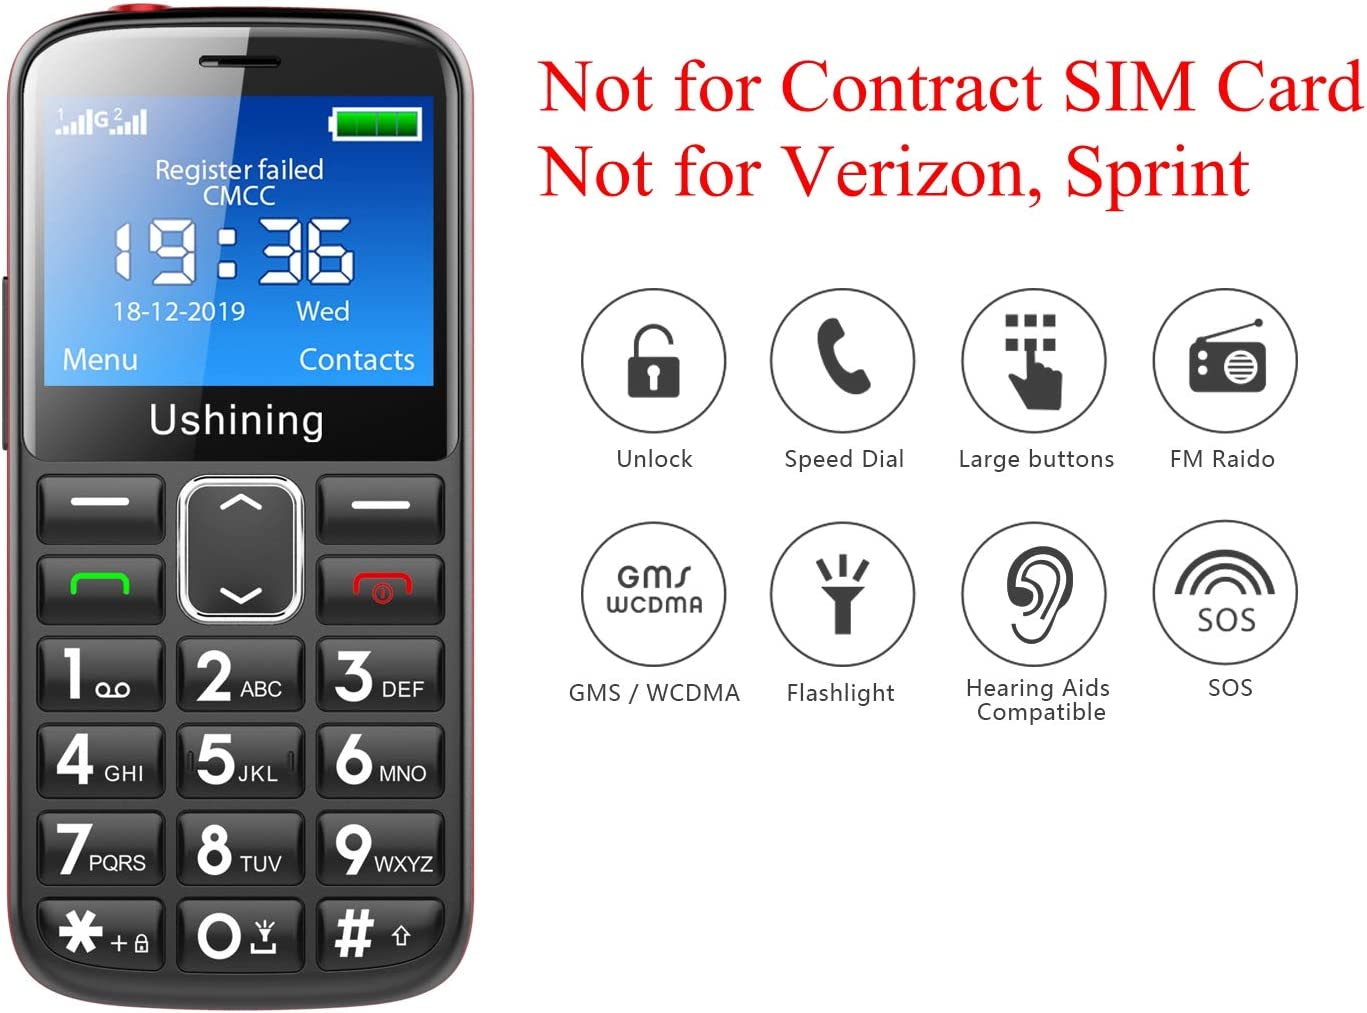 1 G 2
Register failed
CMCC
19:36
18-12-2019 Wed
Menu Contacts
Ushining
1
2 ABC
3 DEF
4 GHI
5 JKL
6 MNO
7 PQRS
8 TUV
9 WXYZ
* +
0
#
Not for Contract SIM Card
Not for Verizon, Sprint
Unlock
Speed Dial
Large buttons
FM Raido
GMS
WCDMA
GMS / WCDMA
Flashlight
Hearing Aids
Compatible
SOS
SOS